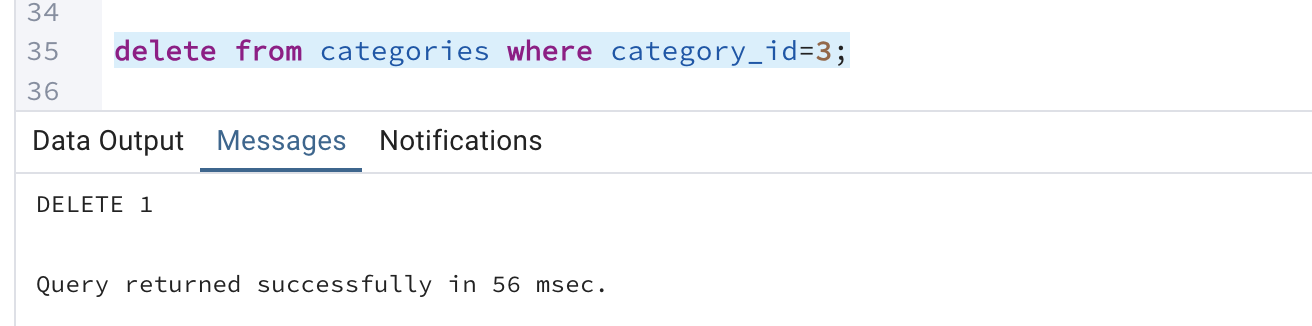 34
35 delete from categories where category_id=3;
36
Data Output Messages Notifications
DELETE 1
Query returned successfully in 56 msec.